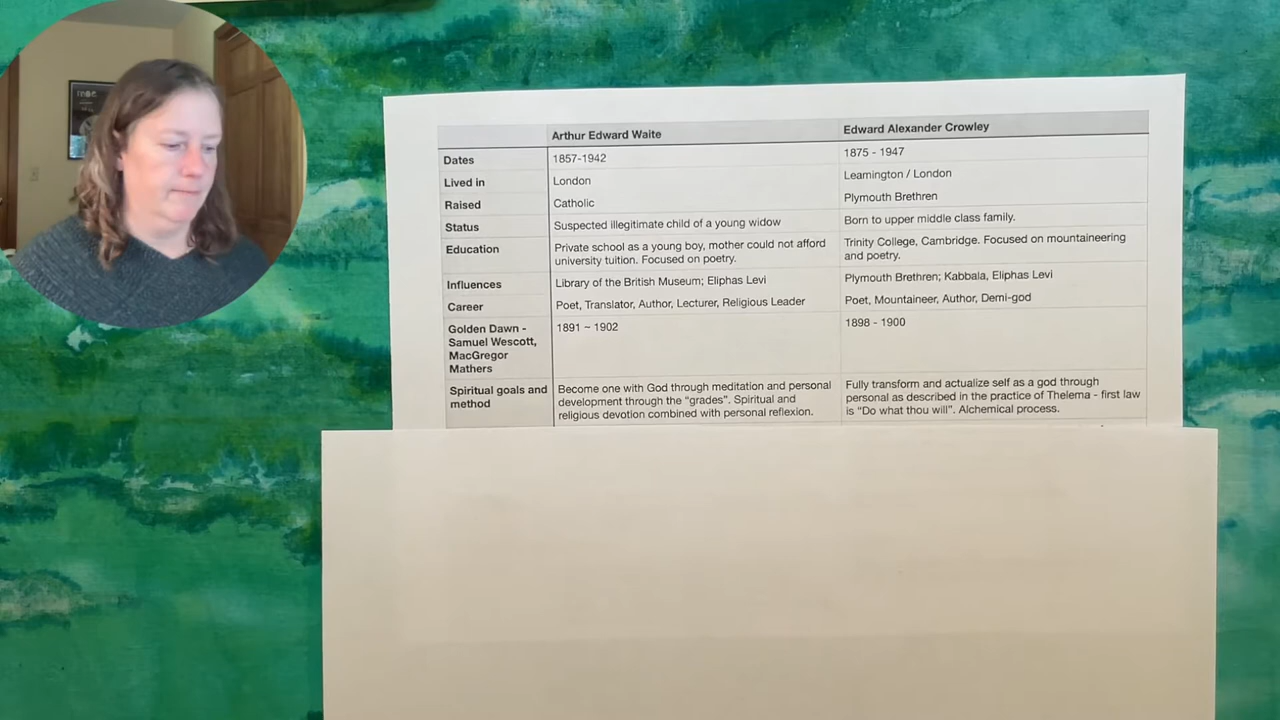 Arthur Edward Waite
Edward Alexander Crowley
Dates
1857-1942
1875 - 1947
Lived in
London
Leamington / London
Raised
Catholic
Plymouth Brethren
Status
Suspected illegitimate child of a young widow
Born to upper middle class family.
Education
Private school as a young boy, mother could not afford
university tuition. Focused on poetry.
Trinity College, Cambridge. Focused on mountaineering
and poetry.
Influences
Library of the British Museum; Eliphas Levi
Plymouth Brethren; Kabbala, Eliphas Levi
Career
Poet, Translator, Author, Lecturer, Religious Leader
Poet, Mountaineer, Author, Demi-god
Golden Dawn -
Samuel Wescott,
MacGregor
Mathers
1891 – 1902
1898 - 1900
Spiritual goals and
method
Become one with God through meditation and personal
development through the “grades”. Spiritual and
religious devotion combined with personal reflexion.
Fully transform and actualize self as a god through
personal as described in the practice of Thelema - first law
is “Do what thou will”. Alchemical process.